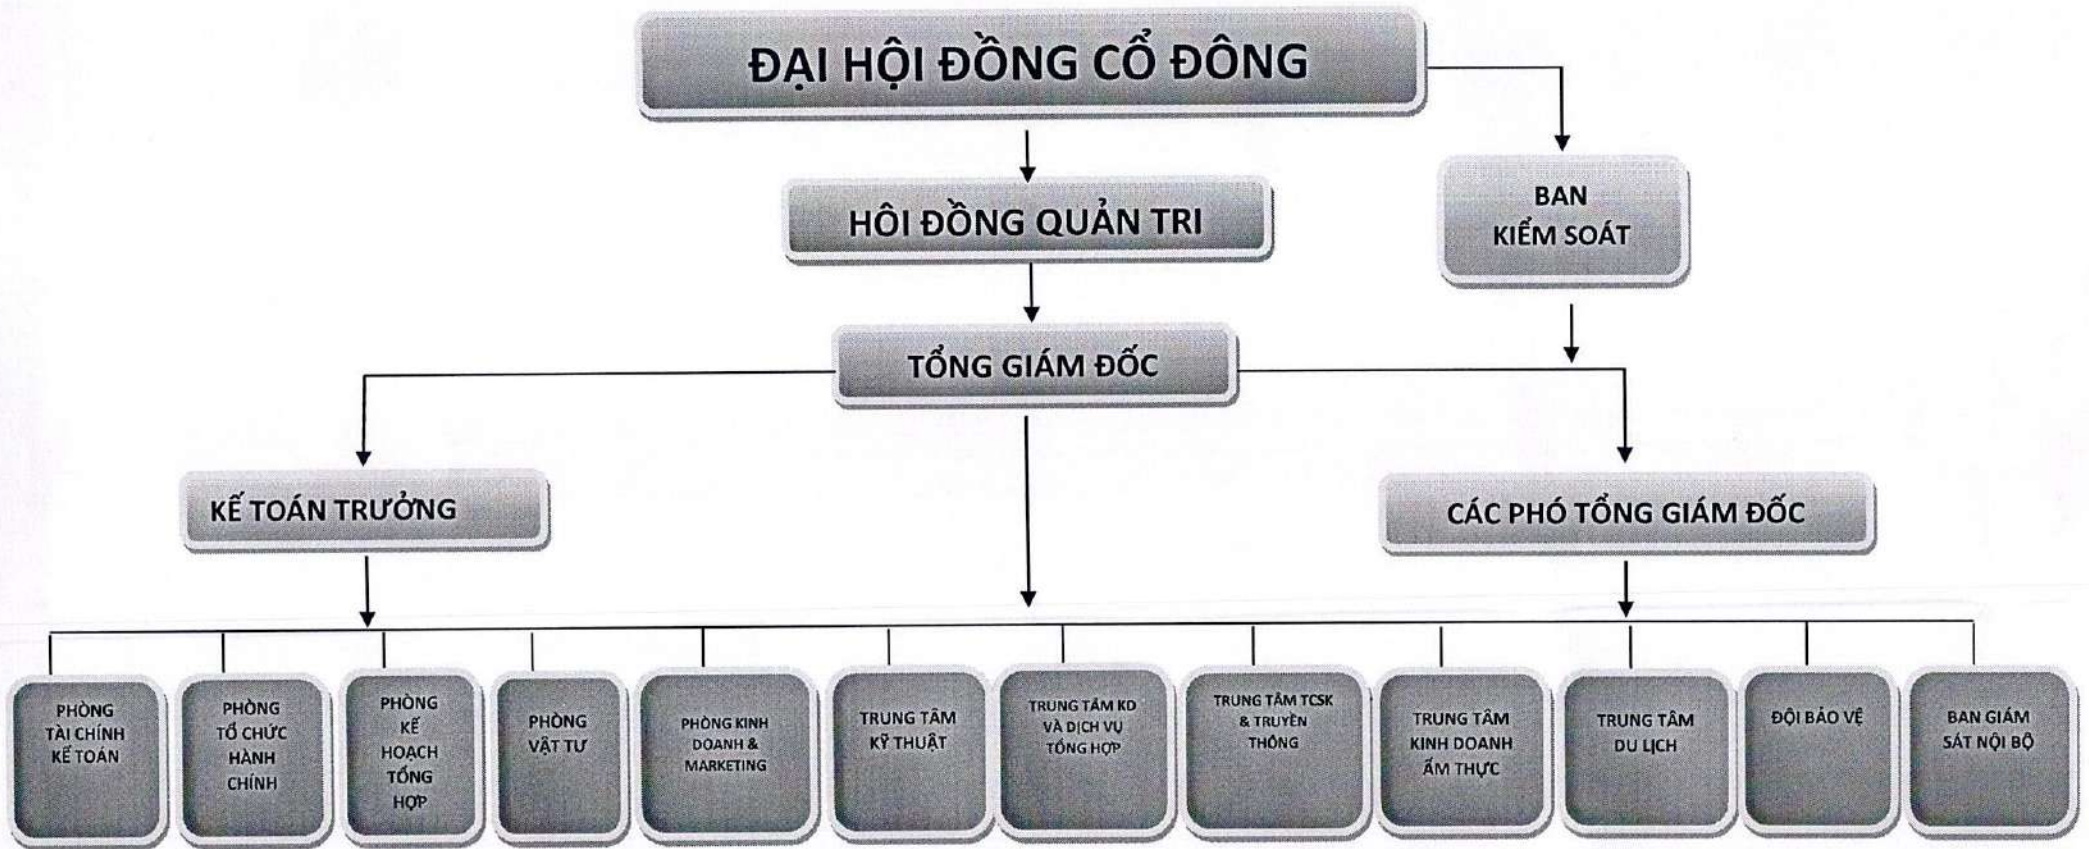 ĐẠI HỘI ĐỒNG CỔ ĐÔNG
BAN
KIỂM SOÁT
HÔI ĐỒNG QUẢN TRI
TỔNG GIÁM ĐỐC
KẾ TOÁN TRƯỞNG
CÁC PHÓ TỔNG GIÁM ĐỐC
PHÒNG
TÀI CHÍNH
KẾ TOÁN
PHÒNG
TỔ CHỨC
HÀNH
CHÍNH
PHÒNG
KẾ
HOẠCH
TỔNG
HỢP
PHÒNG
VẬT TƯ
PHÒNG KINH
DOANH &
MARKETING
TRUNG TÂM
KỸ THUẬT
TRUNG TÂM KD
VÀ DỊCH VỤ
TỔNG HỢP
TRUNG TÂM TCSK
& TRUYỀN
THÔNG
TRUNG TÂM
KINH DOANH
ẨM THỰC
TRUNG TÂM
DU LỊCH
ĐỘI BẢO VỆ
BAN GIÁM
SÁT NỘI BỘ